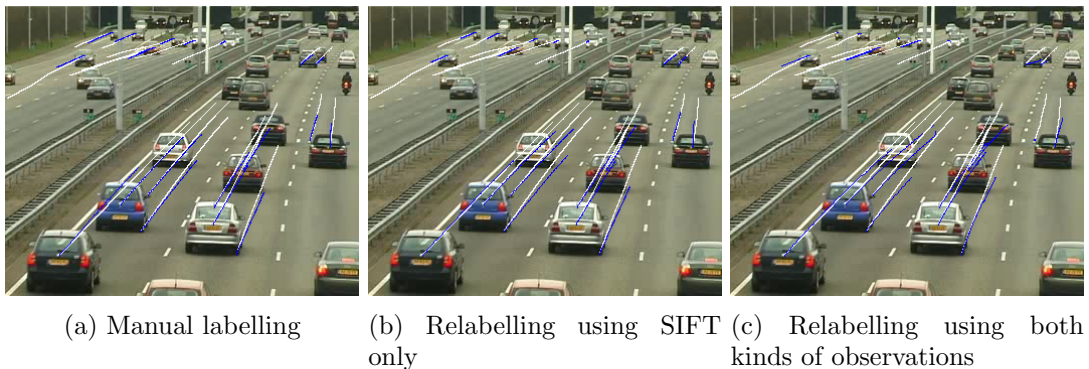 (a) Manual labelling
(b) Relabelling using SIFT
only
(c) Relabelling using both
kinds of observations